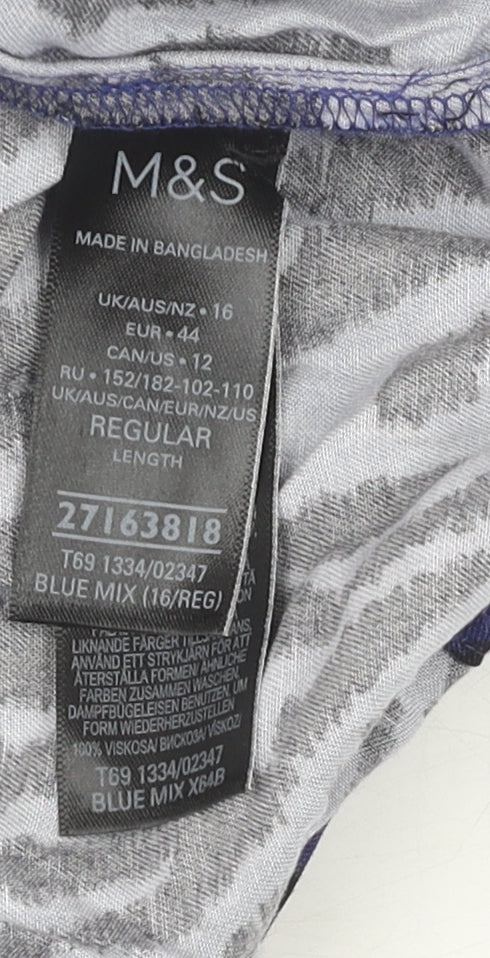 M&S
MADE IN BANGLADESH
UK/AUS/NZ • 16
EUR • 44
CAN/US • 12
RU • 152/182-102-110
UK/AUS/CAN/EUR/NZ/US
REGULAR
LENGTH
27163818
T69 1334/02347
BLUE MIX (16/REG)
LIKNANDE FÄRGER
ANVÄND ETT STRYKJÄRN FÖR ATT
ÅTERSTÄLLA FORMEN/ ÄHNLICHE
FARBEN ZUSAMMEN WASCHEN,
DAMPFBÜGELEISEN BENUTZEN, UM
FORM WIEDERHERZUSTELLEN
100% VISKOSA/ ВИСКОЗА/ VISKOZ/
T69 1334/02347
BLUE MIX X64B